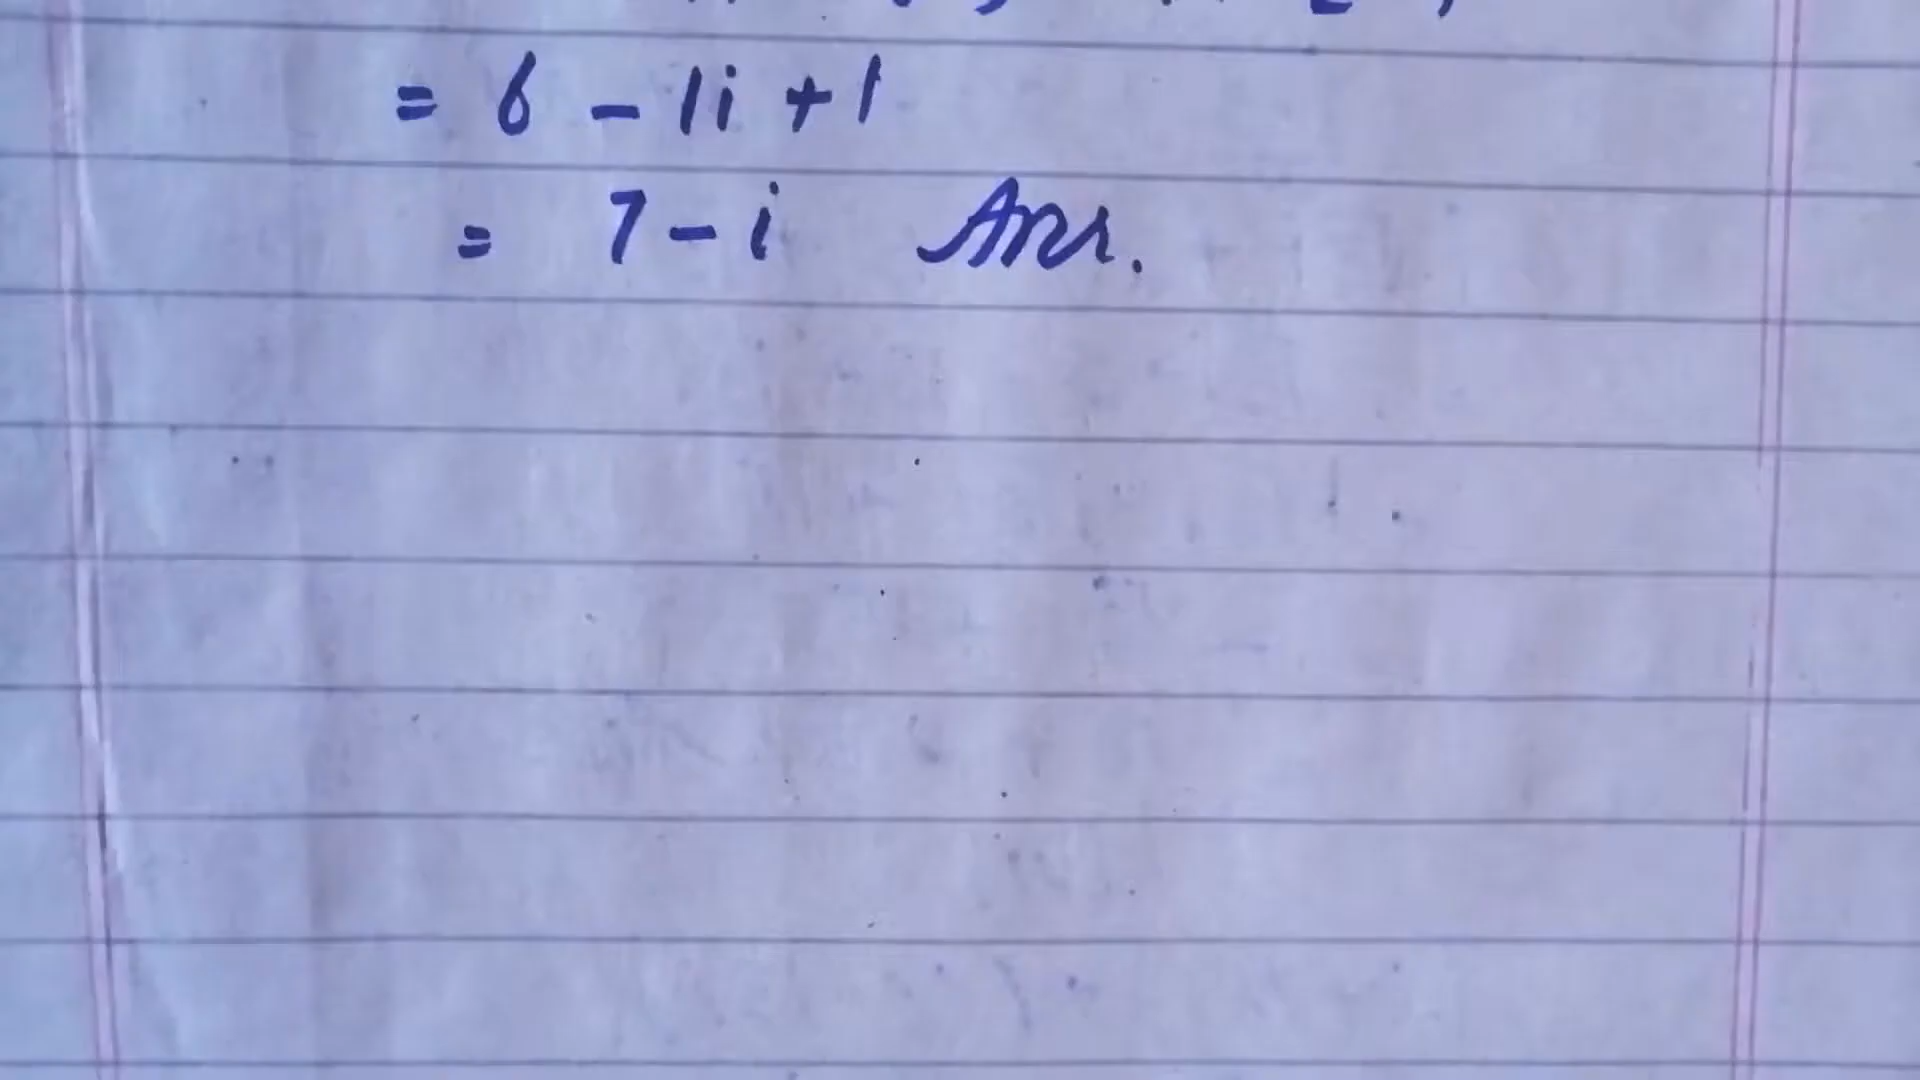 = 6 - 1i + 1
= 7 - i Ans.